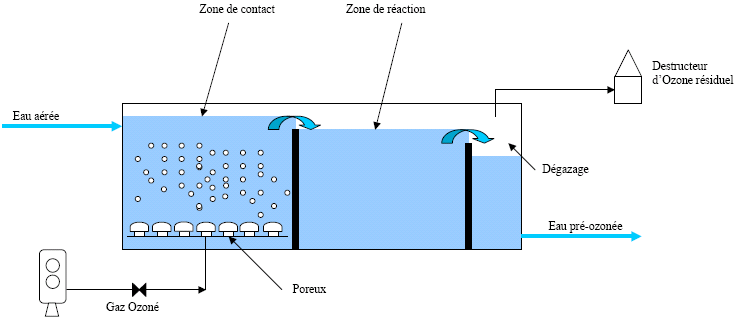 Zone de contact
Zone de réaction
Destructeur
d'Ozone résiduel
Eau aérée
Dégazage
Eau pré-ozonée
Poreux
Gaz Ozoné